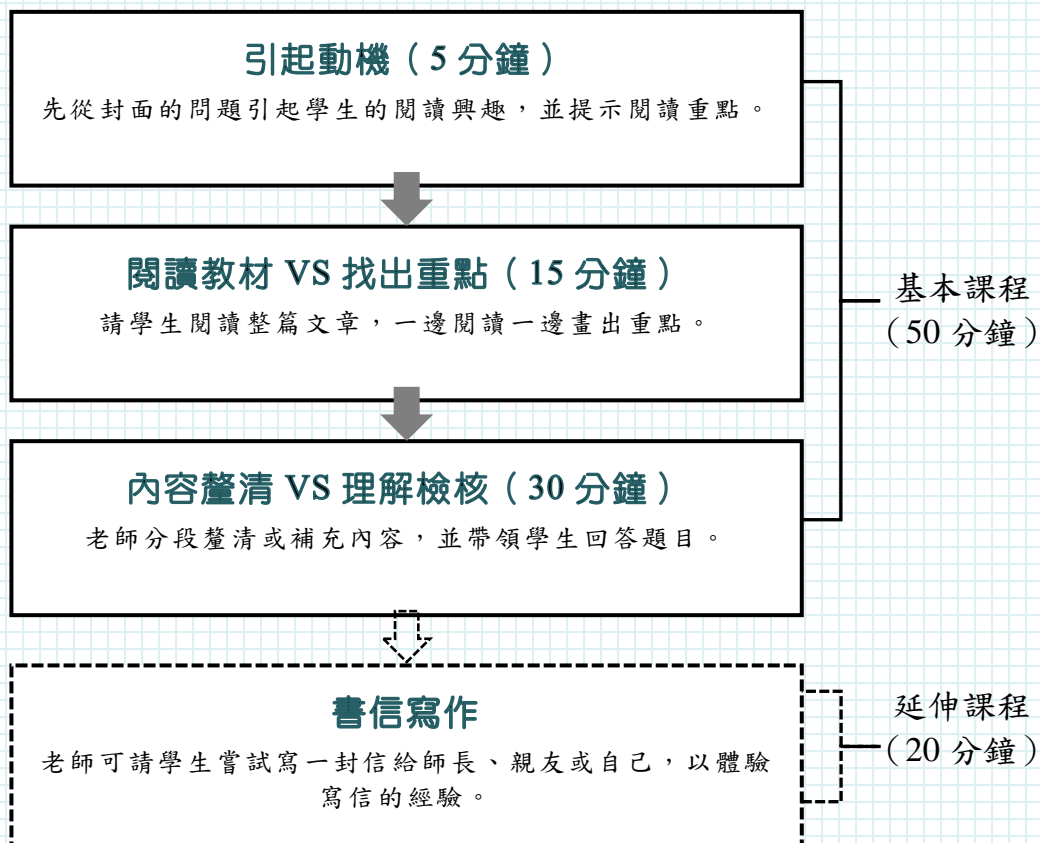 引起動機（5 分鐘）
先從封面的問題引起學生的閱讀興趣，並提示閱讀重點。
閱讀教材 VS 找出重點（15 分鐘）
請學生閱讀整篇文章，一邊閱讀一邊畫出重點。
基本課程
（50 分鐘）
內容釐清 VS 理解檢核（30 分鐘）
老師分段釐清或補充內容，並帶領學生回答題目。
書信寫作
老師可請學生嘗試寫一封信給師長、親友或自己，以體驗
寫信的經驗。
延伸課程
（20 分鐘）